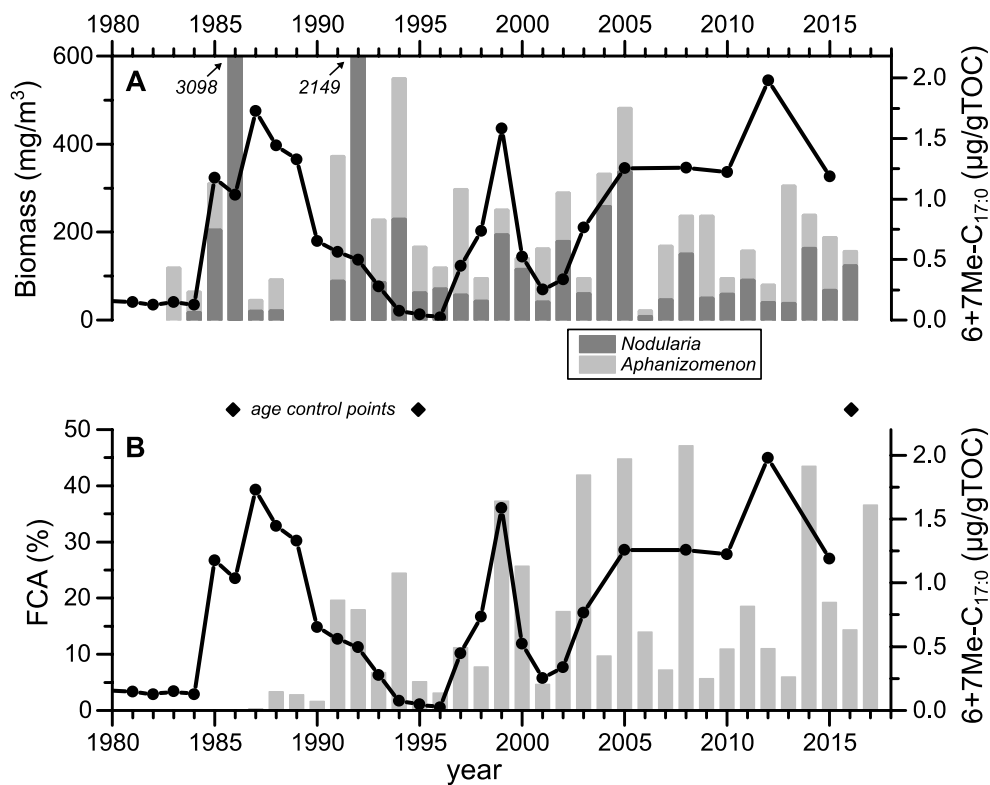 1980 1985 1990 1995 2000 2005 2010 2015
A
3098
2149
600
400
200
0
Biomass (mg/m³)
2.0
1.5
1.0
0.5
0.0
6+7Me-C17:0 (µg/gTOC)
Nodularia
Aphanizomenon
age control points
B
50
40
30
20
10
0
FCA (%)
2.0
1.5
1.0
0.5
0.0
6+7Me-C17:0 (µg/gTOC)
1980 1985 1990 1995 2000 2005 2010 2015
year